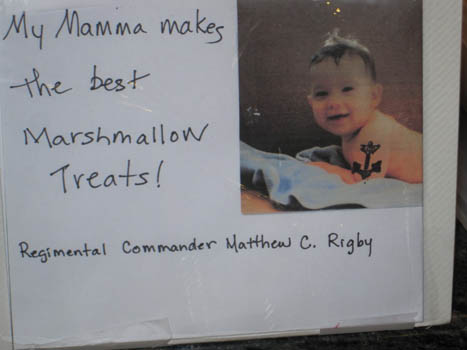 My Mamma makes
the best
Marshmallow
Treats!
Regimental Commander Matthew C. Rigby